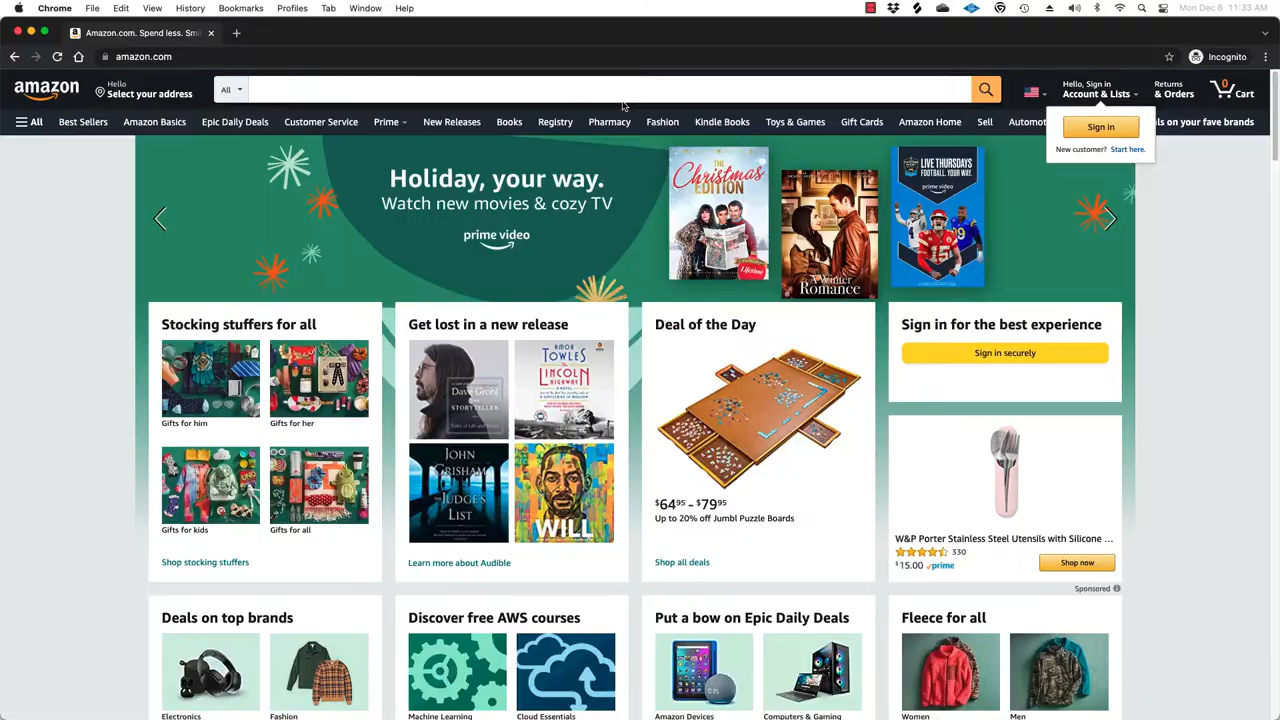 Chrome File Edit View History Bookmarks Profiles Tab Window Help Mon Dec 6 11:33 AM
Amazon.com. Spend less. Smi
amazon.com Incognito
amazon
Hello
Select your address
All
Hello, Sign in
Account & Lists
Returns
& Orders
0
Cart
All Best Sellers Amazon Basics Epic Daily Deals Customer Service Prime New Releases Books Registry Pharmacy Fashion Kindle Books Toys & Games Gift Cards Amazon Home Sell Automot ls on your fave brands
Sign in
New customer? Start here.
Holiday, your way.
Watch new movies & cozy TV
prime video
THE
Christmas
EDITION
Lifetime
A Winter
Romance
LIVE THURSDAYS
FOOTBALL. YOUR WAY.
prime video
Stocking stuffers for all
Gifts for him
Gifts for her
Gifts for kids
Gifts for all
Shop stocking stuffers
Get lost in a new release
Dave Grohl
STORYTELLER
AMOR
TOWLES
The
LINCOLN
HIGHWAY
JOHN
GRISHAM
THE
JUDGE'S
LIST
WILL
Learn more about Audible
Deal of the Day
$64.95 - $79.95
Up to 20% off Jumbl Puzzle Boards
Shop all deals
Sign in for the best experience
Sign in securely
W&P Porter Stainless Steel Utensils with Silicone ...
330
$15.00 prime
Shop now
Sponsored
Deals on top brands
Electronics
Fashion
Discover free AWS courses
Machine Learning
Cloud Essentials
Put a bow on Epic Daily Deals
Amazon Devices
Computers & Gaming
Fleece for all
Women
Men